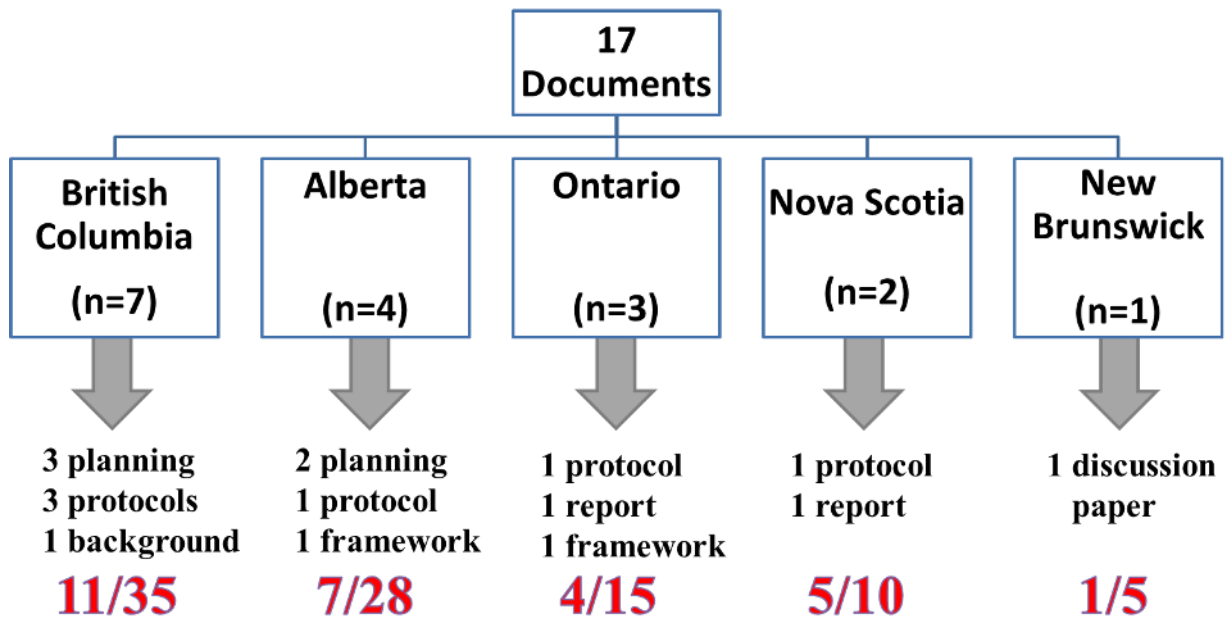 17
Documents
British
Columbia
(n=7)
Alberta
(n=4)
Ontario
(n=3)
Nova Scotia
(n=2)
New
Brunswick
(n=1)
3 planning
3 protocols
1 background
11/35
2 planning
1 protocol
1 framework
7/28
1 protocol
1 report
1 framework
4/15
1 protocol
1 report
5/10
1 discussion
paper
1/5